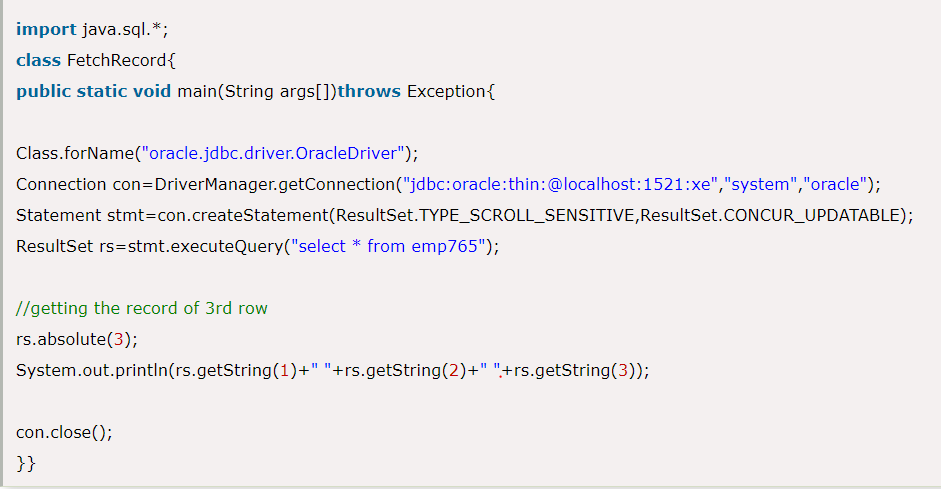 import java.sql.*;
class FetchRecord{
public static void main(String args[])throws Exception{
Class.forName("oracle.jdbc.driver.OracleDriver");
Connection con=DriverManager.getConnection("jdbc:oracle:thin:@localhost:1521:xe","system","oracle");
Statement stmt=con.createStatement(ResultSet.TYPE_SCROLL_SENSITIVE,ResultSet.CONCUR_UPDATABLE);
ResultSet rs=stmt.executeQuery("select * from emp765");
//getting the record of 3rd row
rs.absolute(3);
System.out.println(rs.getString(1)+" "+rs.getString(2)+" "+rs.getString(3));
con.close();
}}